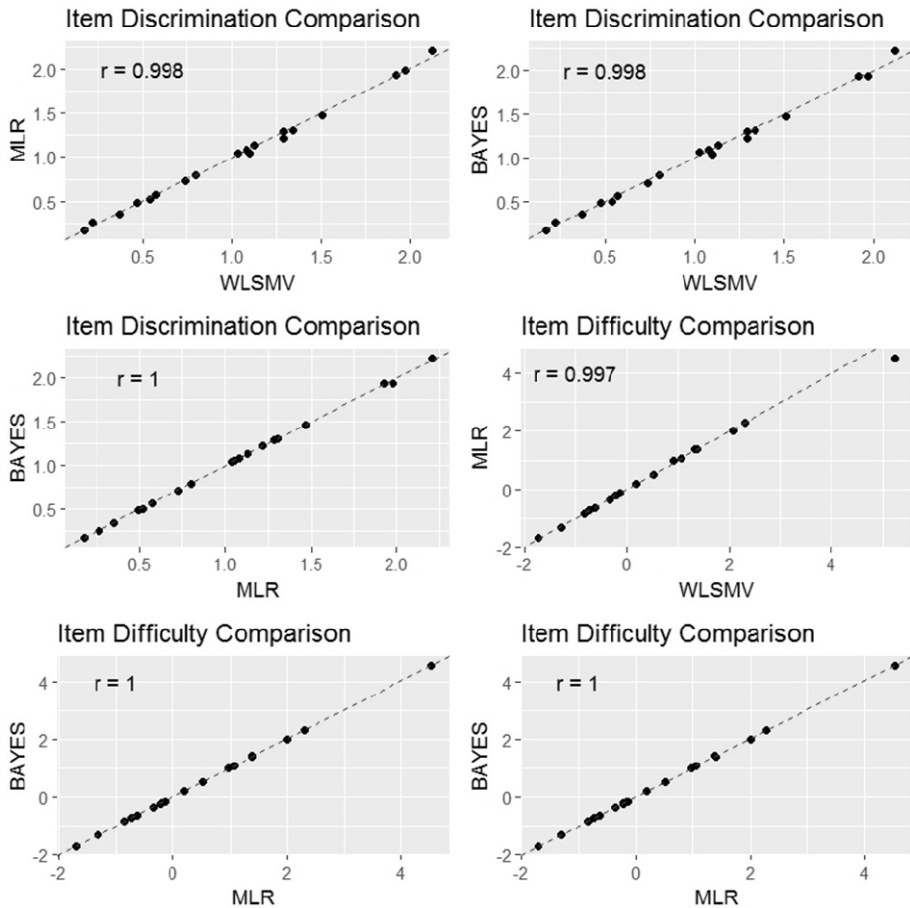 Item Discrimination Comparison
r = 0.998
2.0
1.5
1.0
0.5
MLR
0.5 1.0 1.5 2.0
WLSMV
Item Discrimination Comparison
r = 0.998
2.0
1.5
1.0
0.5
BAYES
0.5 1.0 1.5 2.0
WLSMV
Item Discrimination Comparison
r = 1
2.0
1.5
1.0
0.5
BAYES
0.5 1.0 1.5 2.0
MLR
Item Difficulty Comparison
r = 0.997
4
2
0
-2
MLR
-2 0 2 4
WLSMV
Item Difficulty Comparison
r = 1
4
2
0
-2
BAYES
-2 0 2 4
MLR
Item Difficulty Comparison
r = 1
4
2
0
-2
BAYES
-2 0 2 4
MLR